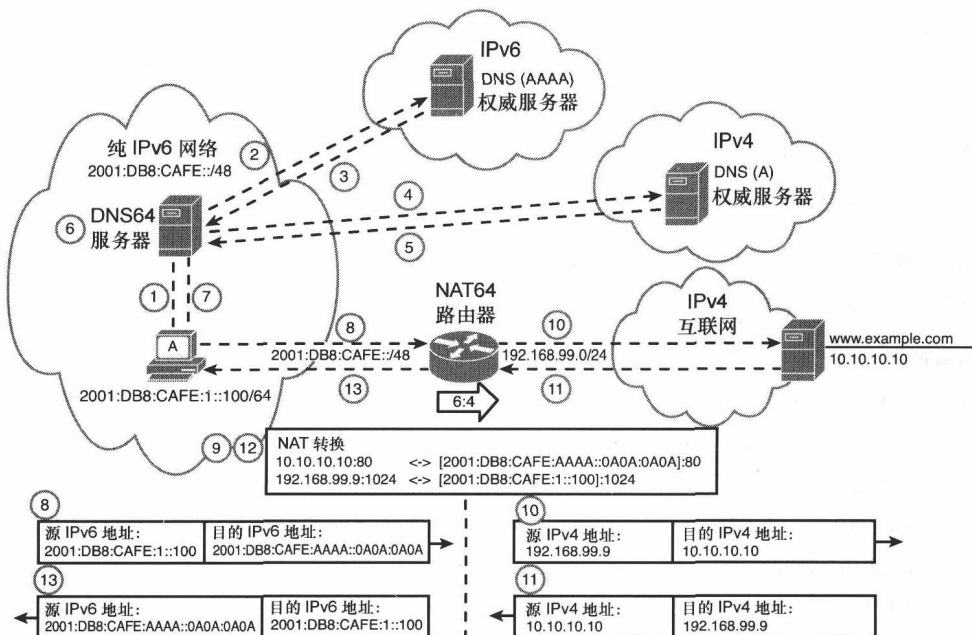 IPv6
DNS (AAAA)
权威服务器
纯 IPv6 网络
2001:DB8:CAFE::/48
②
③
IPv4
DNS (A)
权威服务器
④
⑤
⑥
DNS64
服务器
①
⑦
A
2001:DB8:CAFE:1::100/64
NAT64
路由器
⑧
2001:DB8:CAFE::/48
⑬
⑩
192.168.99.0/24
⑪
6:4
IPv4
互联网
www.example.com
10.10.10.10
⑨ ⑫
NAT 转换
10.10.10.10:80 <-> [2001:DB8:CAFE:AAAA::0A0A:0A0A]:80
192.168.99.9:1024 <-> [2001:DB8:CAFE:1::100]:1024
⑧
源 IPv6 地址:
2001:DB8:CAFE:1::100
目的 IPv6 地址:
2001:DB8:CAFE:AAAA::0A0A:0A0A
⑩
源 IPv4 地址:
192.168.99.9
目的 IPv4 地址:
10.10.10.10
⑬
源 IPv6 地址:
2001:DB8:CAFE:AAAA::0A0A:0A0A
目的 IPv6 地址:
2001:DB8:CAFE:1::100
⑪
源 IPv4 地址:
10.10.10.10
目的 IPv4 地址:
192.168.99.9